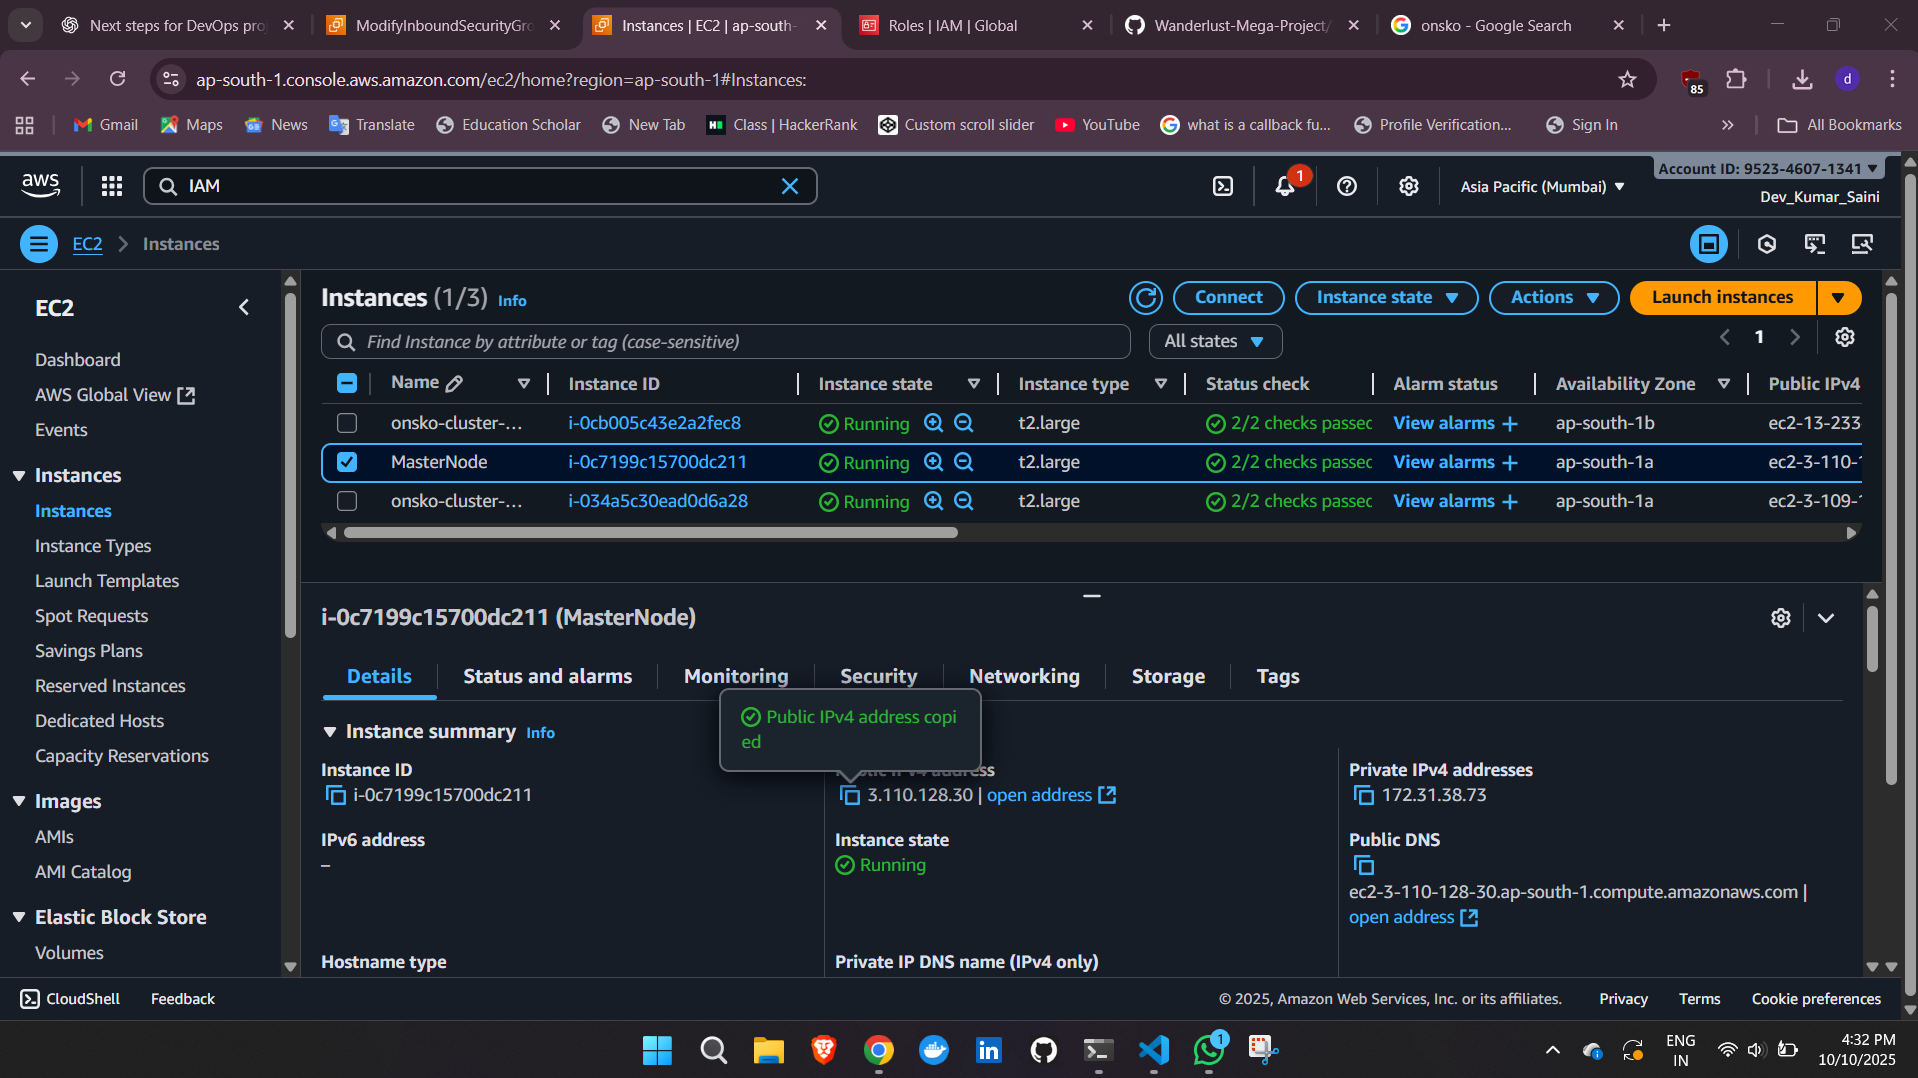 Next steps for DevOps proj
ModifyInboundSecurityGro
Instances | EC2 | ap-south-
Roles | IAM | Global
Wanderlust-Mega-Project/
onsko - Google Search
ap-south-1.console.aws.amazon.com/ec2/home?region=ap-south-1#Instances:
85
d
Gmail
Maps
News
Translate
Education Scholar
New Tab
Class | HackerRank
Custom scroll slider
YouTube
what is a callback fu...
Profile Verification...
Sign In
All Bookmarks
aws
IAM
1
Asia Pacific (Mumbai)
Account ID: 9523-4607-1341
Dev_Kumar_Saini
EC2
Instances
EC2
Dashboard
AWS Global View
Events
Instances
Instances
Instance Types
Launch Templates
Spot Requests
Savings Plans
Reserved Instances
Dedicated Hosts
Capacity Reservations
Images
AMIs
AMI Catalog
Elastic Block Store
Volumes
Instances (1/3) Info
Connect
Instance state
Actions
Launch instances
Find Instance by attribute or tag (case-sensitive)
All states
1
Name Instance ID Instance state Instance type Status check Alarm status Availability Zone Public IPv4
onsko-cluster-... i-0cb005c43e2a2fec8 Running t2.large 2/2 checks passec View alarms + ap-south-1b ec2-13-233
MasterNode i-0c7199c15700dc211 Running t2.large 2/2 checks passec View alarms + ap-south-1a ec2-3-110-1
onsko-cluster-... i-034a5c30ead0d6a28 Running t2.large 2/2 checks passec View alarms + ap-south-1a ec2-3-109-1
i-0c7199c15700dc211 (MasterNode)
Details
Status and alarms
Monitoring
Security
Networking
Storage
Tags
Public IPv4 address copi
ed
Instance summary Info
Instance ID
i-0c7199c15700dc211
Public IPv4 address
3.110.128.30 | open address
Private IPv4 addresses
172.31.38.73
IPv6 address
–
Instance state
Running
Public DNS
ec2-3-110-128-30.ap-south-1.compute.amazonaws.com |
open address
Hostname type
Private IP DNS name (IPv4 only)
CloudShell
Feedback
© 2025, Amazon Web Services, Inc. or its affiliates.
Privacy
Terms
Cookie preferences
1
ENG
IN
4:32 PM
10/10/2025